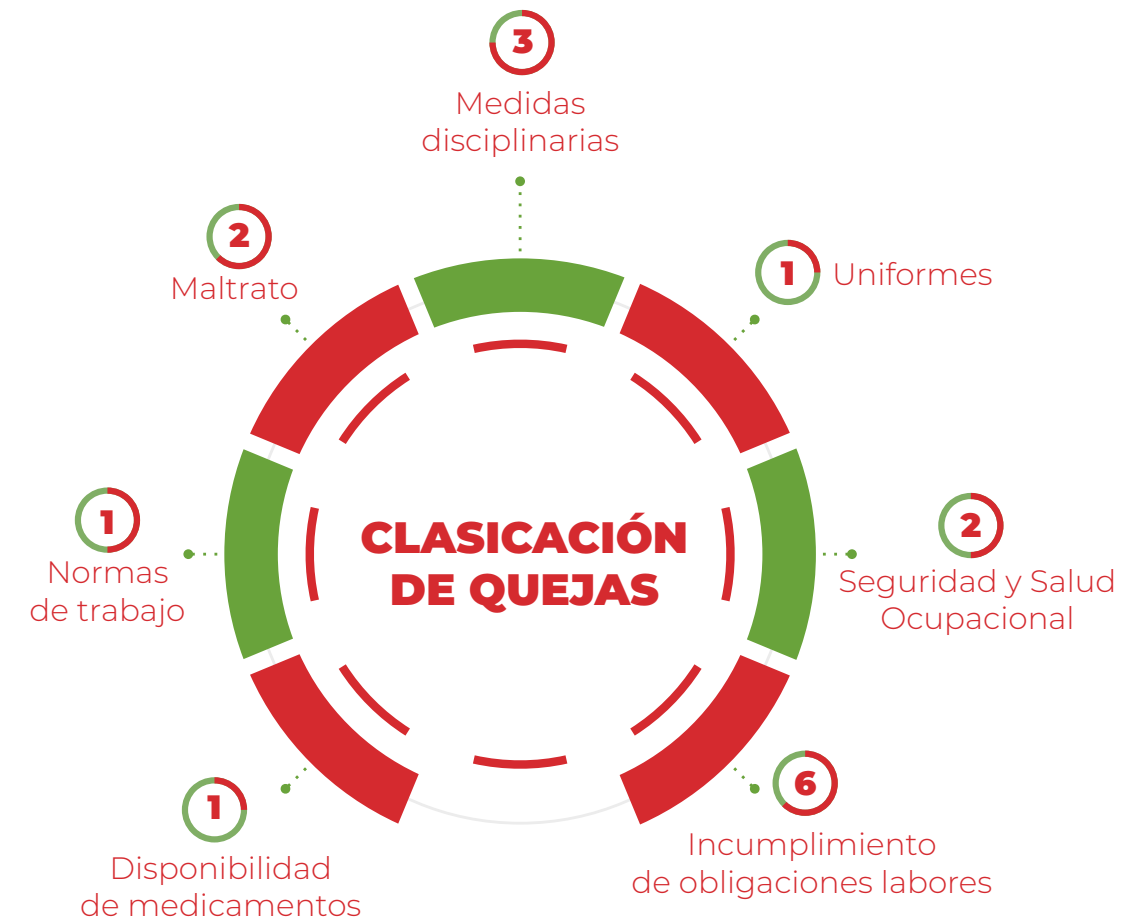 3
Medidas
disciplinarias
2
Maltrato
1
Uniformes
1
Normas
de trabajo
CLASICACIÓN
DE QUEJAS
2
Seguridad y Salud
Ocupacional
1
Disponibilidad
de medicamentos
6
Incumplimiento
de obligaciones labores